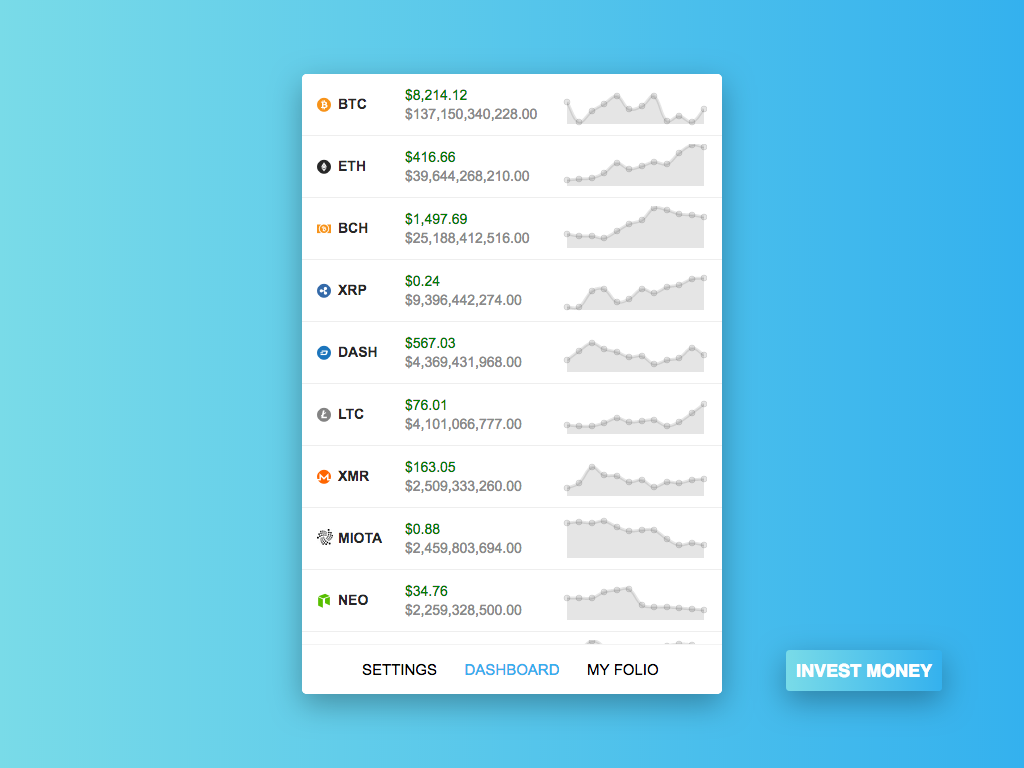 BTC
$8,214.12
$137,150,340,228.00
ETH
$416.66
$39,644,268,210.00
BCH
$1,497.69
$25,188,412,516.00
XRP
$0.24
$9,396,442,274.00
DASH
$567.03
$4,369,431,968.00
LTC
$76.01
$4,101,066,777.00
XMR
$163.05
$2,509,333,260.00
MIOTA
$0.88
$2,459,803,694.00
NEO
$34.76
$2,259,328,500.00
SETTINGS DASHBOARD MY FOLIO
INVEST MONEY